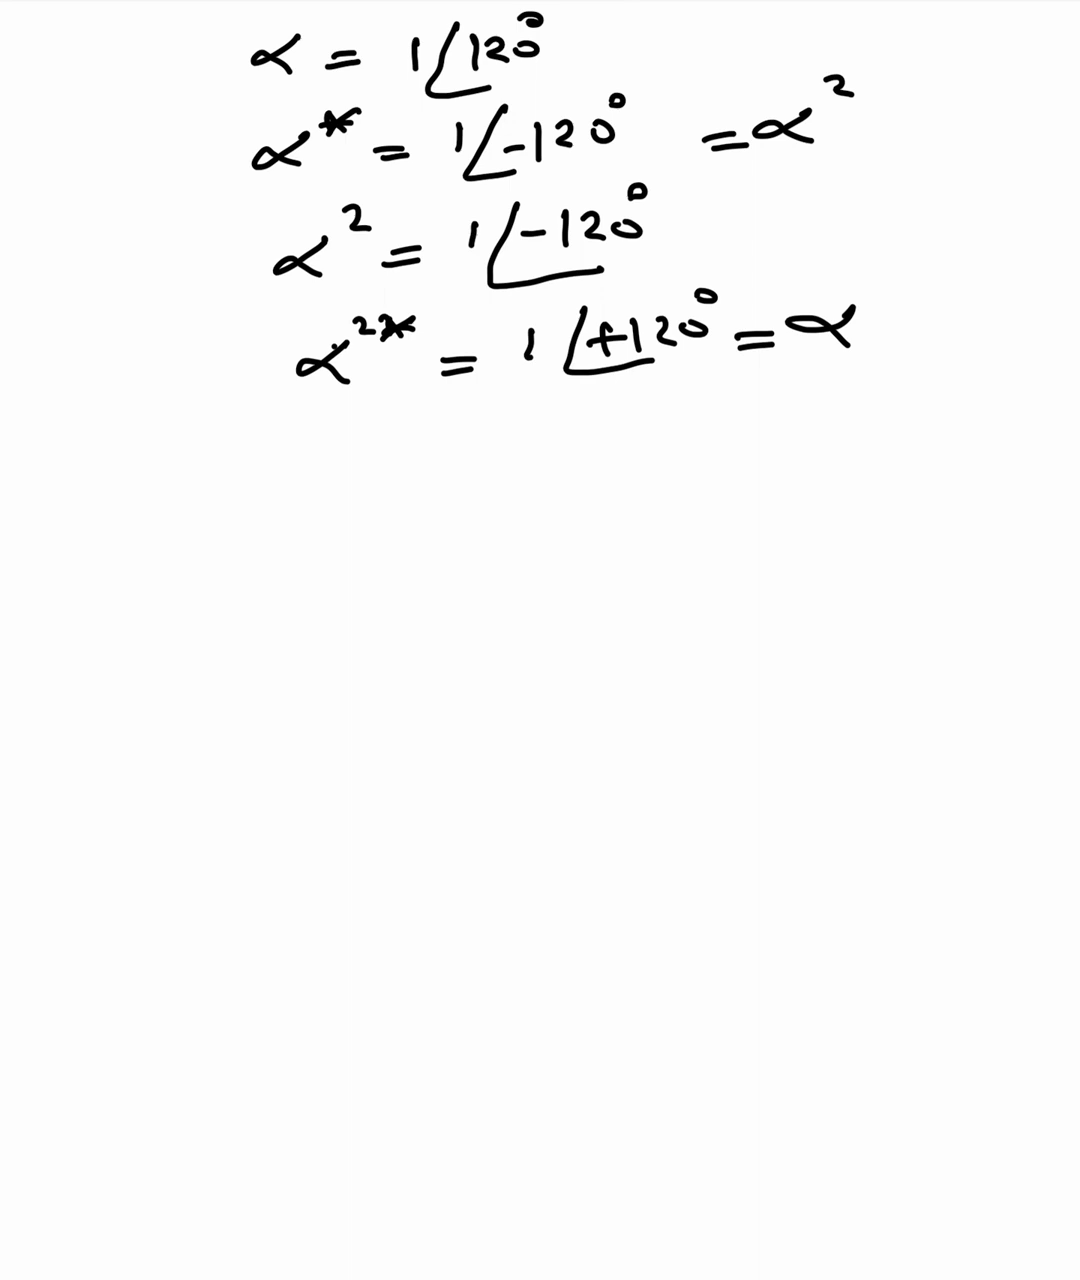 α = 1∠120°
α* = 1∠-120° = α²
α² = 1∠-120°
α²* = 1∠+120° = α